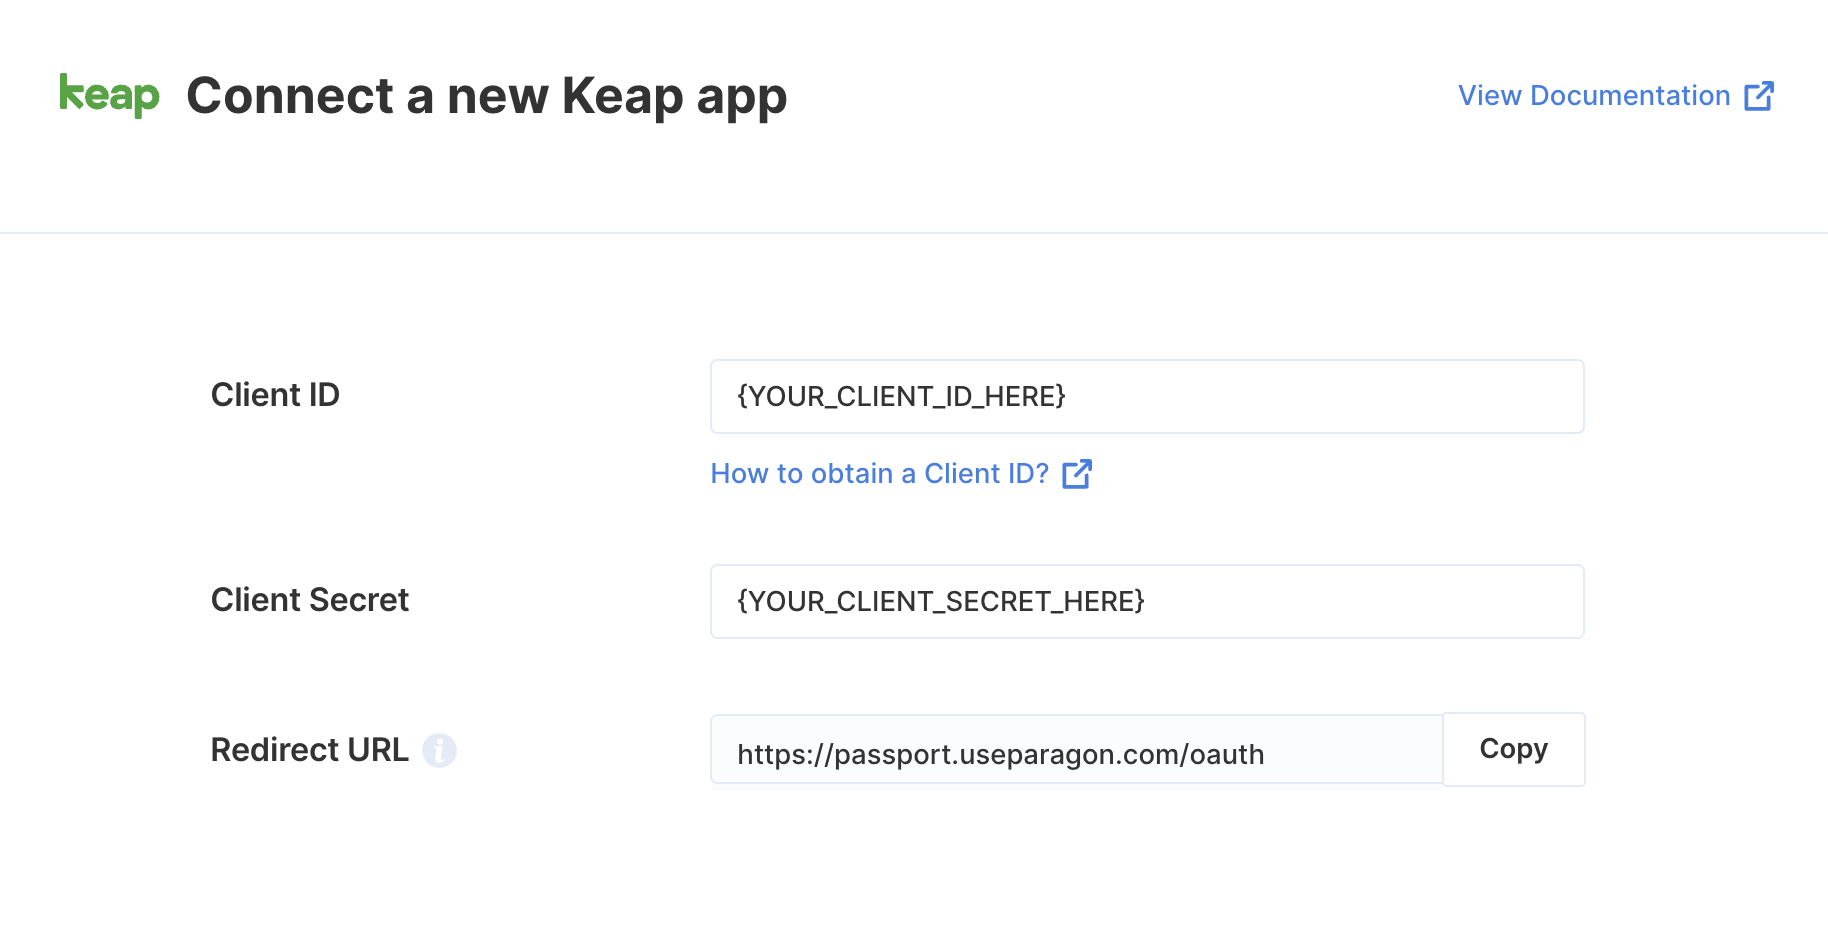 keap Connect a new Keap app View Documentation
Client ID {YOUR_CLIENT_ID_HERE}
How to obtain a Client ID?
Client Secret {YOUR_CLIENT_SECRET_HERE}
Redirect URL i https://passport.useparagon.com/oauth Copy